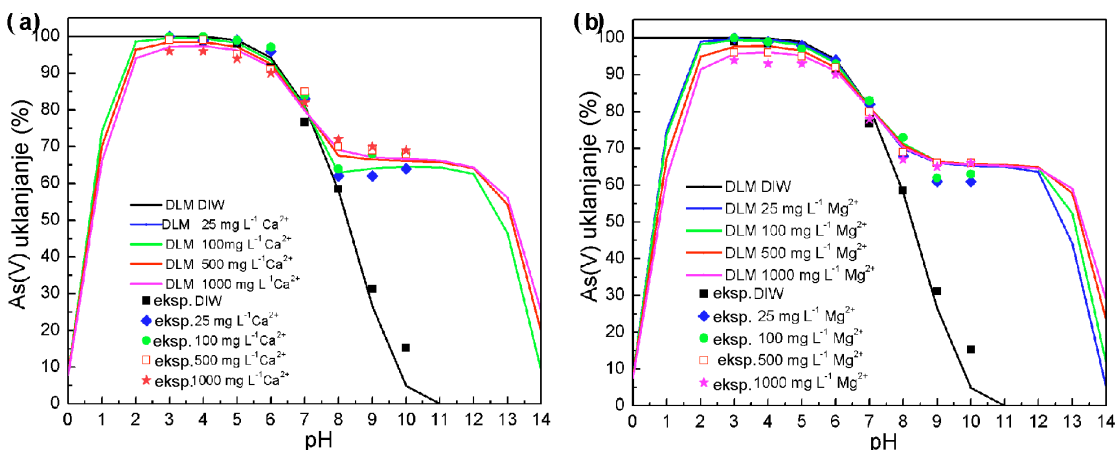 (a)
As(V) uklanjanje (%)
100
90
80
70
60
50
40
30
20
10
0
DLM DIW
DLM 25 mg L⁻¹ Ca²⁺
DLM 100mg L⁻¹ Ca²⁺
DLM 500 mg L⁻¹ Ca²⁺
DLM 1000 mg L⁻¹ Ca²⁺
eksp. DIW
eksp. 25 mg L⁻¹ Ca²⁺
eksp. 100 mg L⁻¹ Ca²⁺
eksp. 500 mg L⁻¹ Ca²⁺
eksp. 1000 mg L⁻¹ Ca²⁺
0 1 2 3 4 5 6 7 8 9 10 11 12 13 14
pH
(b)
As(V) uklanjanje (%)
100
90
80
70
60
50
40
30
20
10
0
DLM DIW
DLM 25 mg L⁻¹ Mg²⁺
DLM 100 mg L⁻¹ Mg²⁺
DLM 500 mg L⁻¹ Mg²⁺
DLM 1000 mg L⁻¹ Mg²⁺
eksp. DIW
eksp. 25 mg L⁻¹ Mg²⁺
eksp. 100 mg L⁻¹ Mg²⁺
eksp. 500 mg L⁻¹ Mg²⁺
eksp. 1000 mg L⁻¹ Mg²⁺
0 1 2 3 4 5 6 7 8 9 10 11 12 13 14
pH